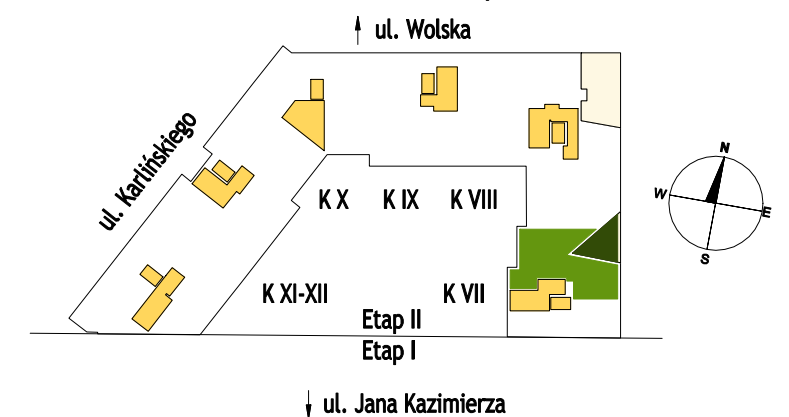 ul. Wolska
ul. Karlińskiego
N
W
E
S
K X K IX K VIII
K XI-XII K VII
Etap II
Etap I
ul. Jana Kazimierza